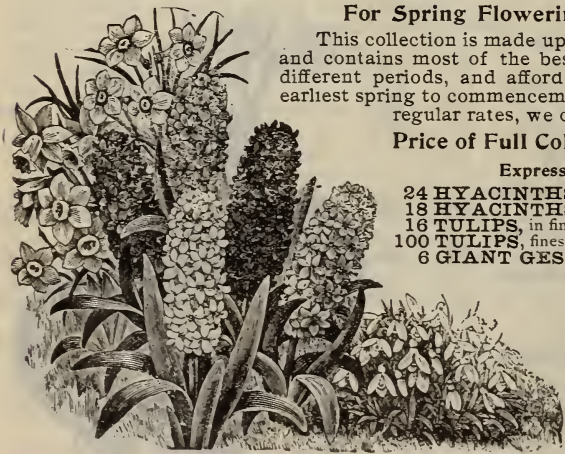 For Spring Flowerin
This collection is made up
and contains most of the bes
different periods, and afford
earliest spring to commencem
regular rates, we c
Price of Full Col
Express
24 HYACINTHS
18 HYACINTHS
16 TULIPS, in fin
100 TULIPS, fines
6 GIANT GES